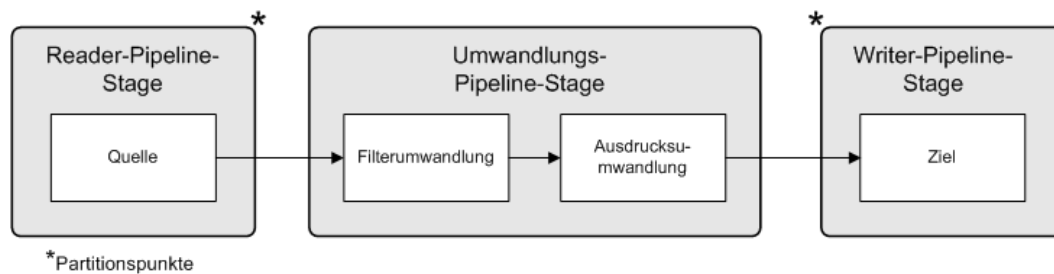 *
*
Reader-Pipeline-
Stage
Umwandlungs-
Pipeline-Stage
Writer-Pipeline-
Stage
Quelle
Filterumwandlung
Ausdrucksu-
mwandlung
Ziel
*Partitionspunkte